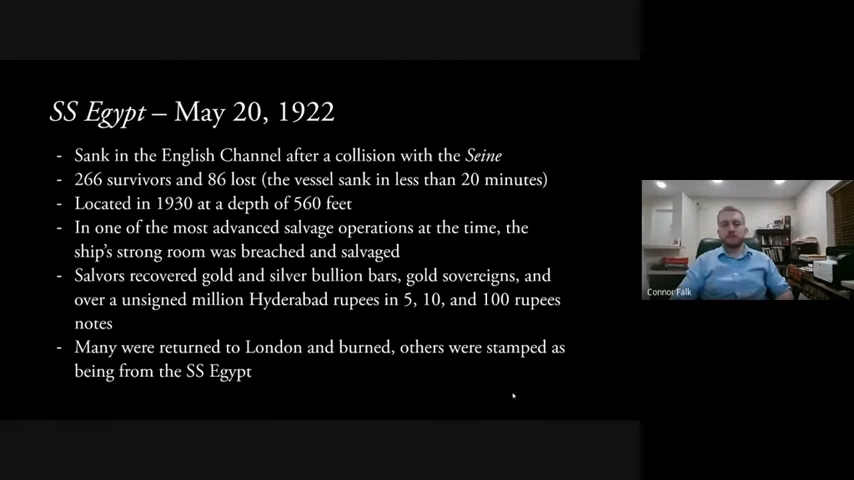 SS Egypt – May 20, 1922
- Sank in the English Channel after a collision with the Seine
- 266 survivors and 86 lost (the vessel sank in less than 20 minutes)
- Located in 1930 at a depth of 560 feet
- In one of the most advanced salvage operations at the time, the
ship's strong room was breached and salvaged
- Salvors recovered gold and silver bullion bars, gold sovereigns, and
over a unsigned million Hyderabad rupees in 5, 10, and 100 rupees
notes
- Many were returned to London and burned, others were stamped as
being from the SS Egypt
Connor Falk